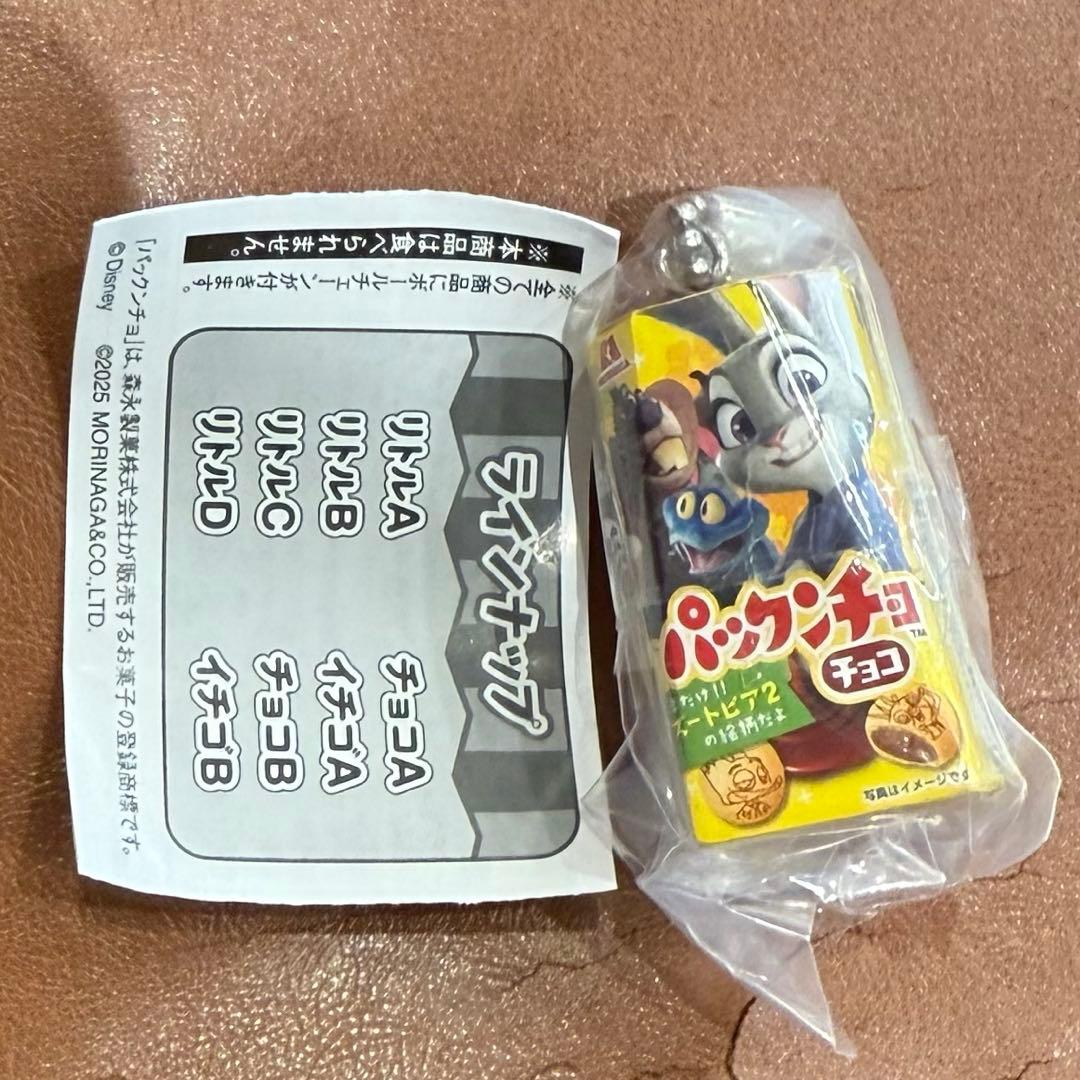 ※本商品は食べられません。
※全ての商品にボールチェーンが付きます。
ラインナップ
リトルA
チョコA
リトルB
イチゴA
リトルC
チョコB
リトルD
イチゴB
「パックンチョ」は、森永製菓株式会社が販売するお菓子の登録商標です。
©Disney ©2025 MORINAGA&CO.,LTD.
パックンチョ
TM
チョコ
だけ!!
ズートピア2
の絵柄だよ
写真はイメージです